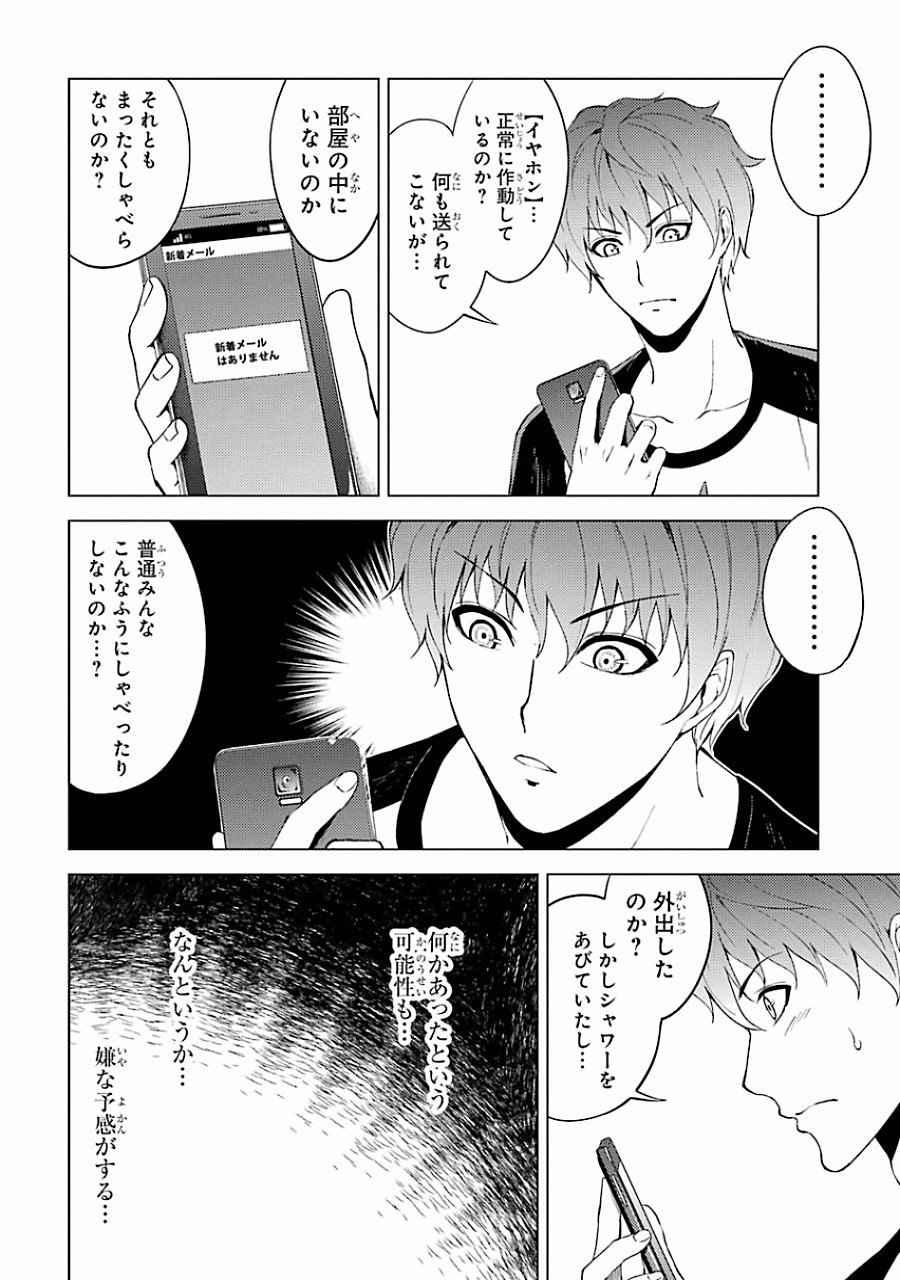 …………
【イヤホン】…
正常に作動して
いるのか？
何も送られて
こないが…
部屋の中に
いないのか
それとも
まったくしゃべら
ないのか？
4G
新着メール
新着メール
はありません
…………
普通みんな
こんなふうにしゃべったり
しないのか…？
外出した
のか？
しかしシャワーを
あびていたし…
何かあったという
可能性も…
なんというか…
嫌な予感がする…